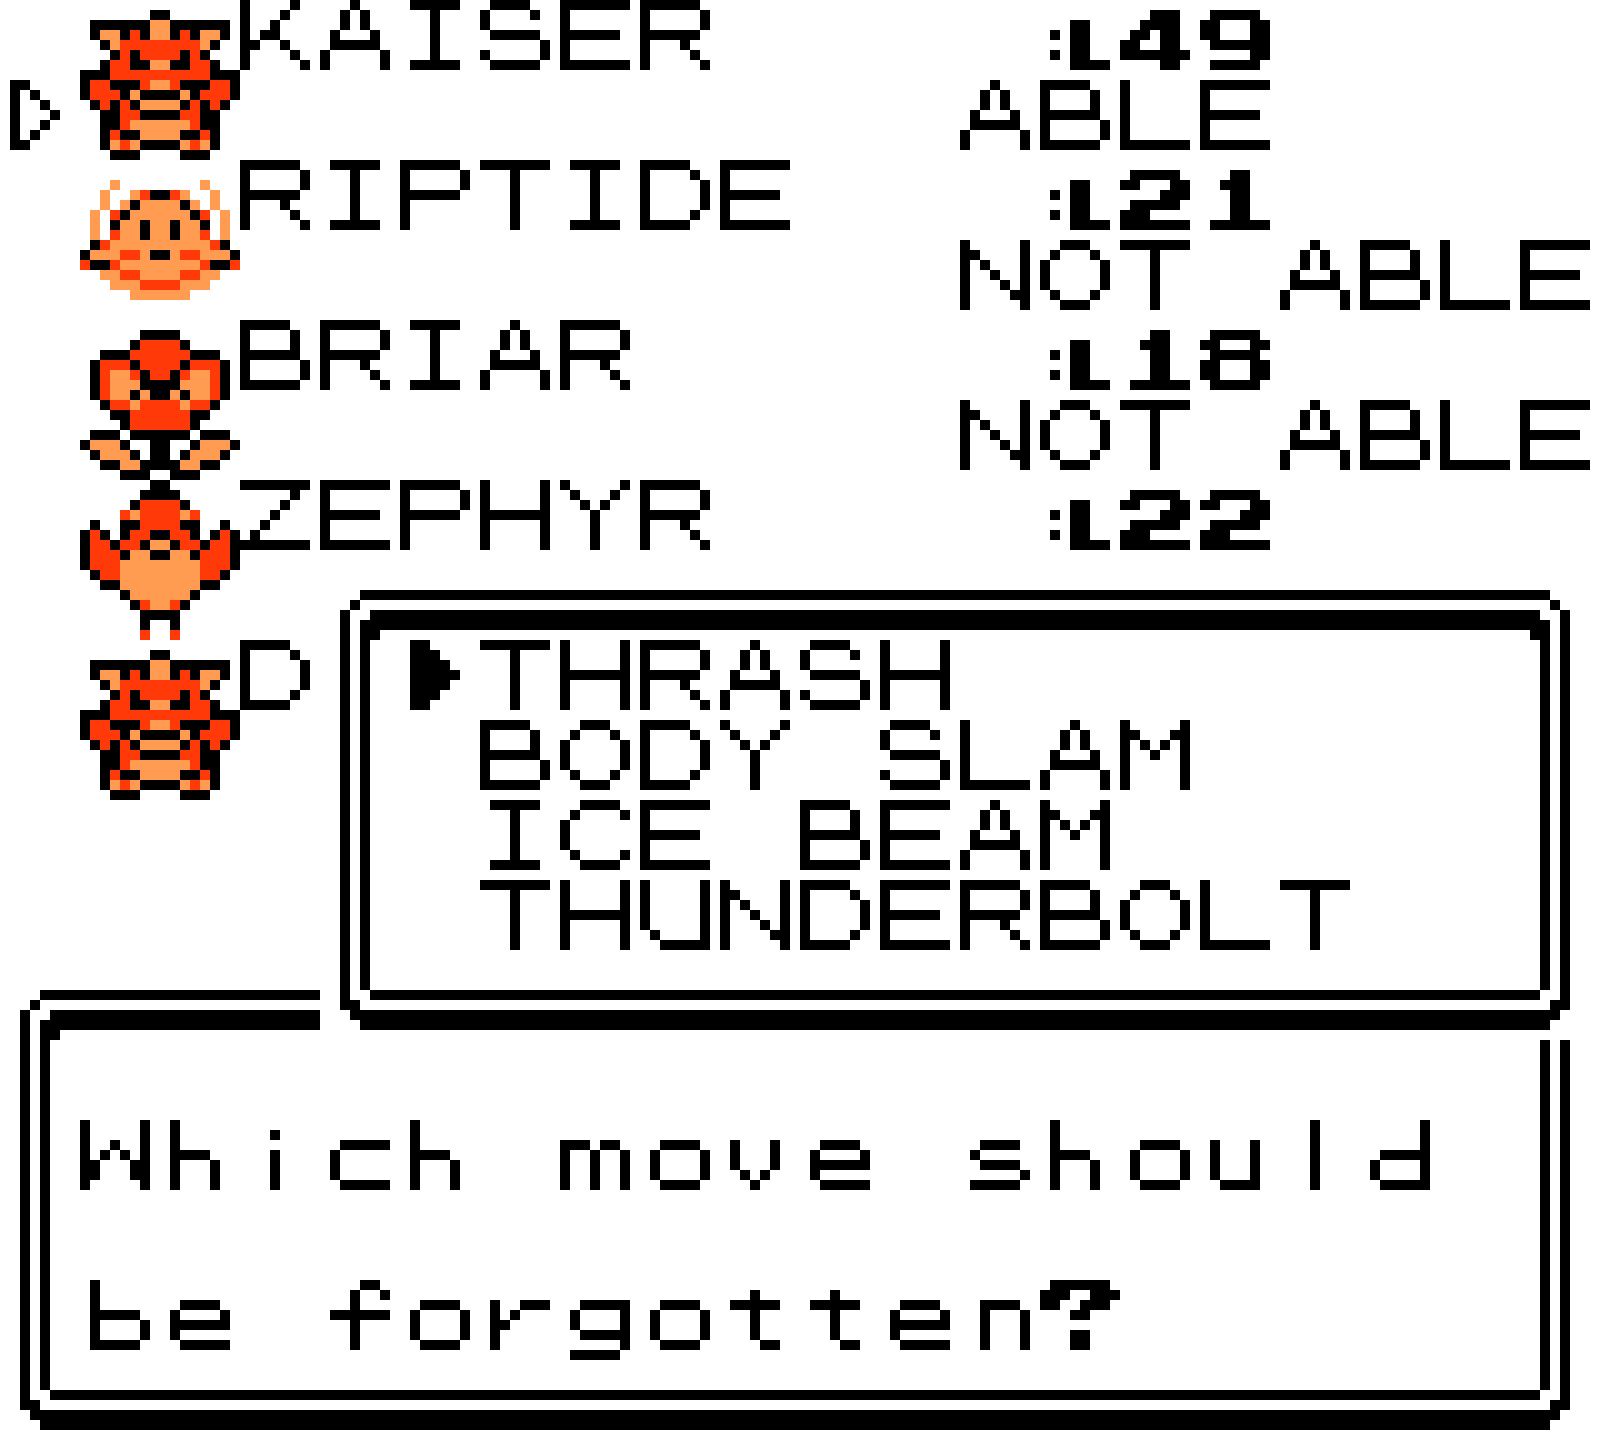 KAISER :L49
ABLE
RIPTIDE :L21
NOT ABLE
BRIAR :L18
NOT ABLE
ZEPHYR :L22
D
THRASH
BODY SLAM
ICE BEAM
THUNDERBOLT
Which move should
be forgotten?